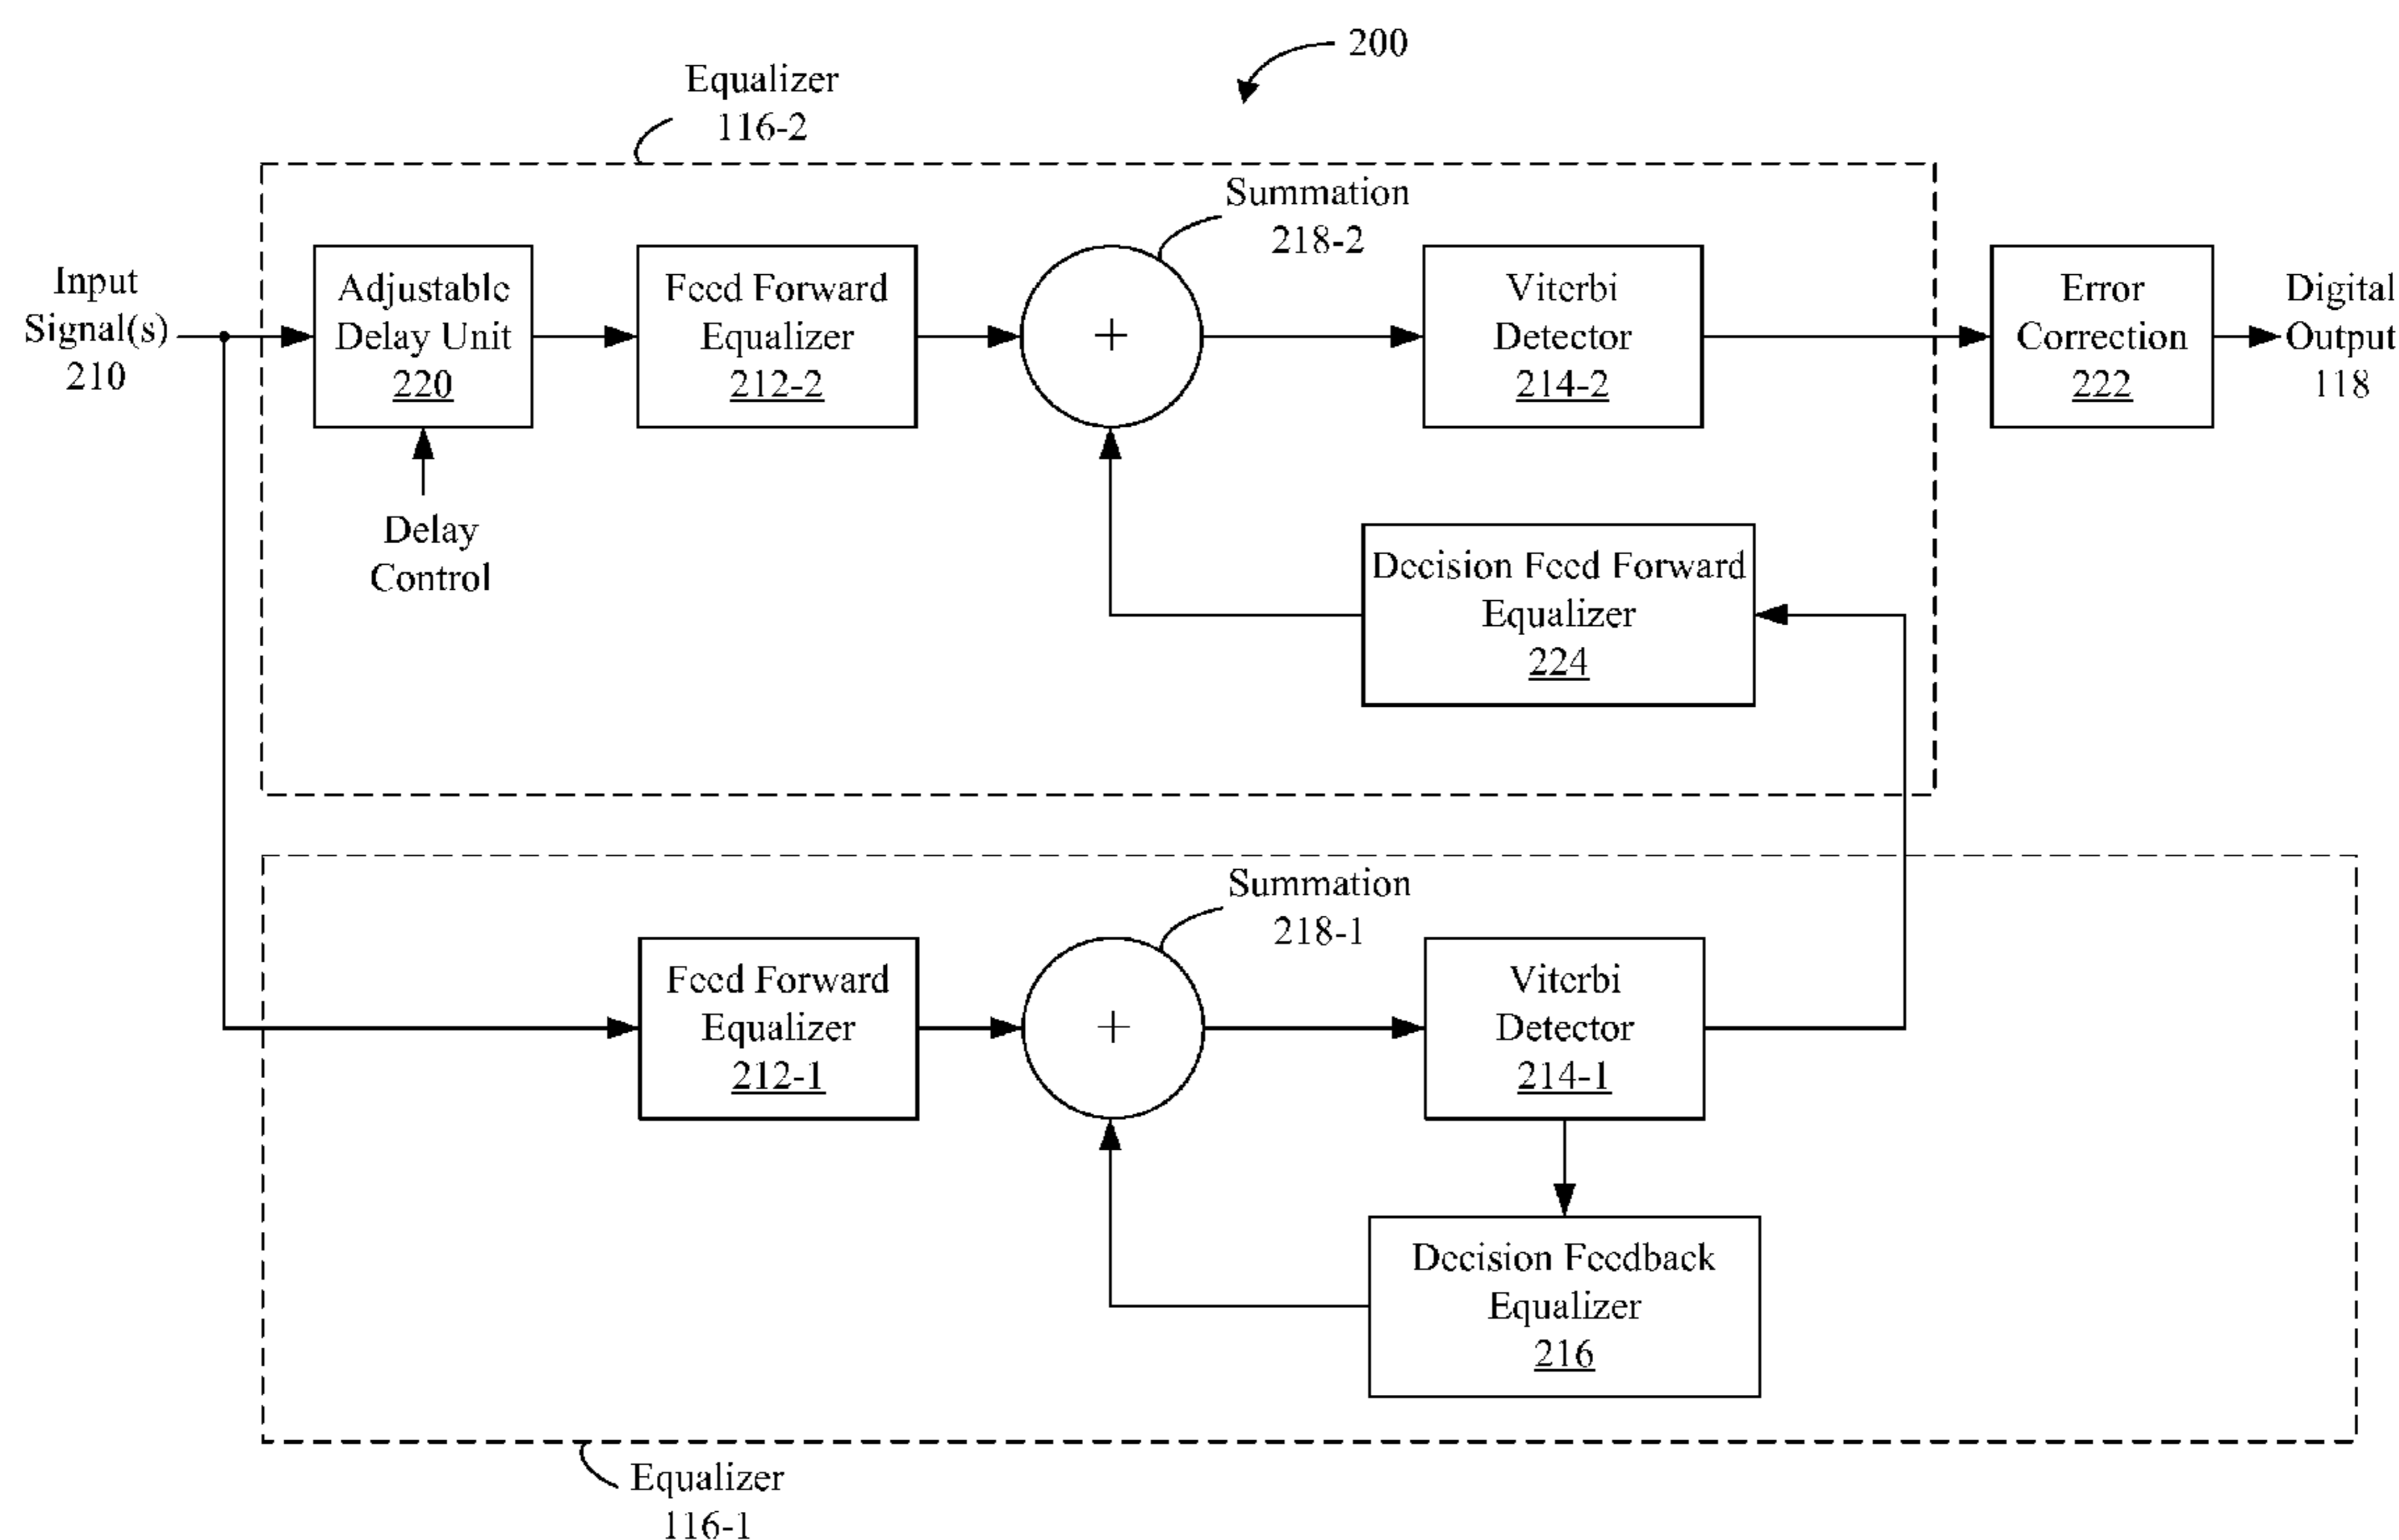 200
Equalizer
116-2
Summation
218-2
Input
Signal(s)
210
Adjustable
Delay Unit
220
Feed Forward
Equalizer
212-2
+
Viterbi
Detector
214-2
Error
Correction
222
Digital
Output
118
Delay
Control
Decision Feed Forward
Equalizer
224
Summation
218-1
Feed Forward
Equalizer
212-1
+
Viterbi
Detector
214-1
Decision Feedback
Equalizer
216
Equalizer
116-1